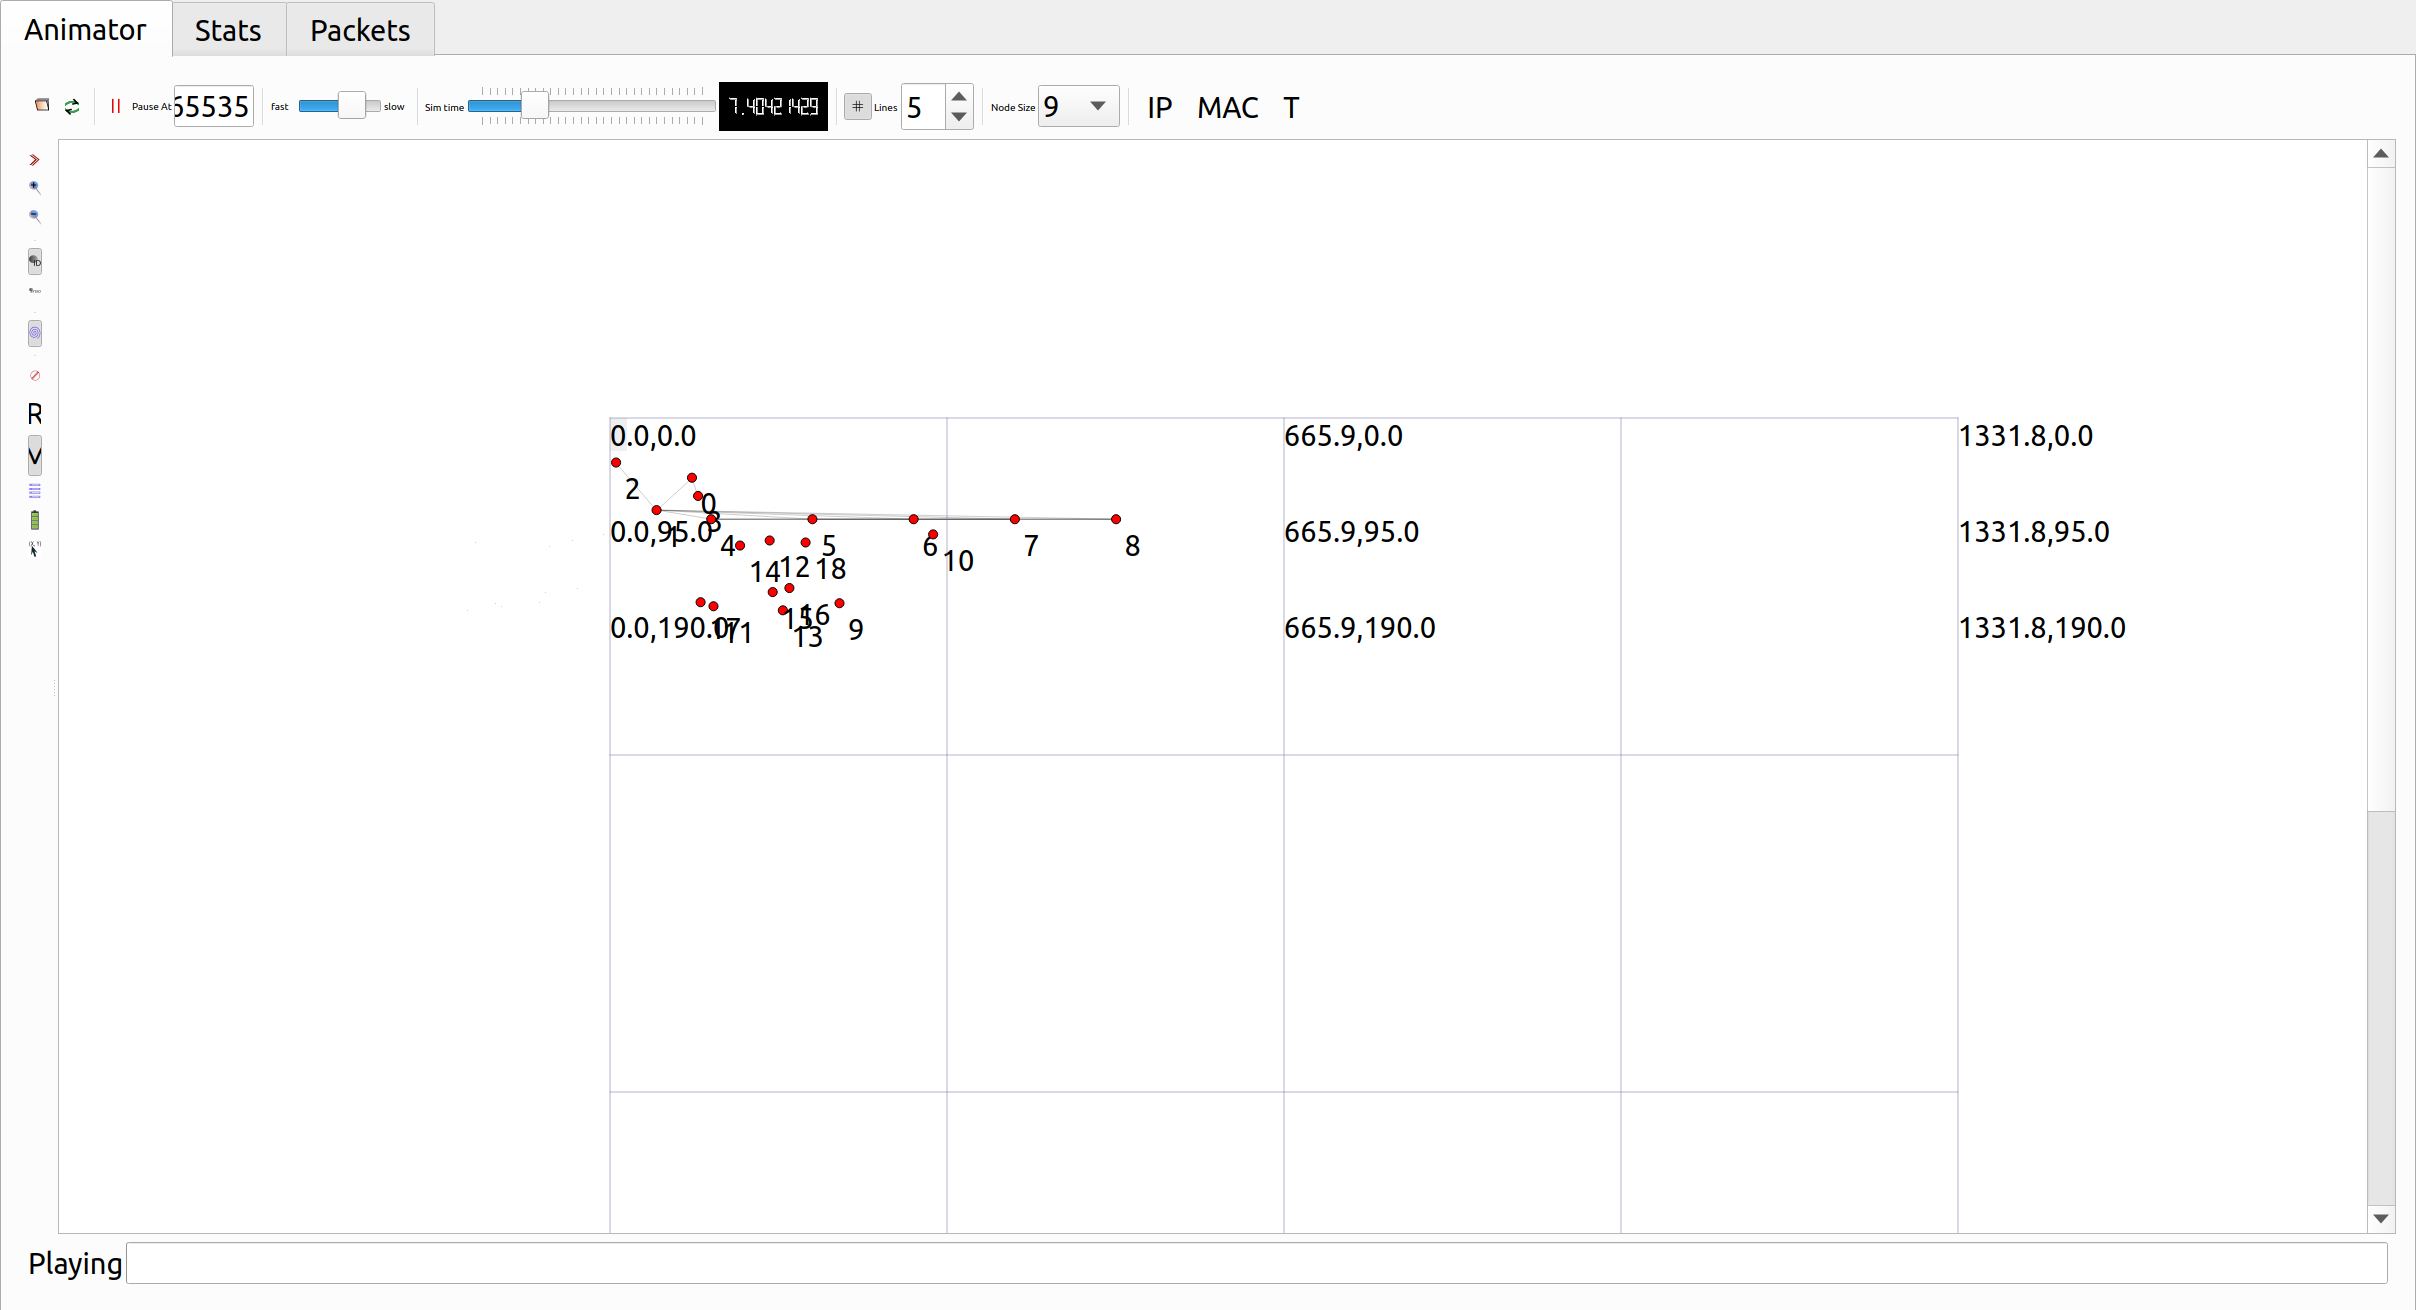 Animator Stats Packets
Pause At 65535 fast slow Sim time 7.40421429 # Lines 5 Node Size 9 IP MAC T
R
V
0.0,0.0 665.9,0.0 1331.8,0.0
2
0
3
0.0,95.0 665.9,95.0 1331.8,95.0
1 4 5 6 7 8
10
14 12 18
15 16
0.0,190.0 665.9,190.0 1331.8,190.0
17 11 13 9
Playing